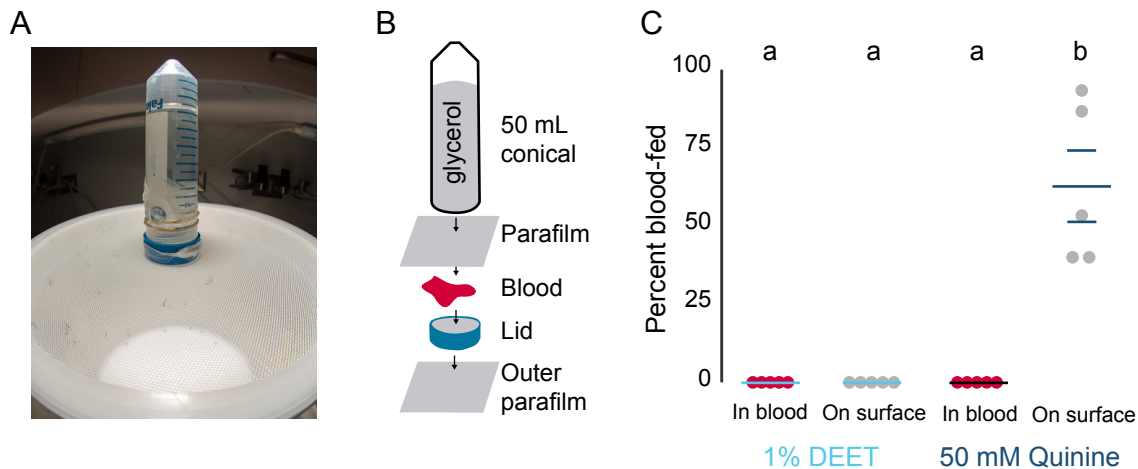 A
B
C
Fal
glycerol
50 mL
conical
Parafilm
Blood
Lid
Outer
parafilm
a a a b
Percent blood-fed
100
75
50
25
0
In blood On surface In blood On surface
1% DEET 50 mM Quinine